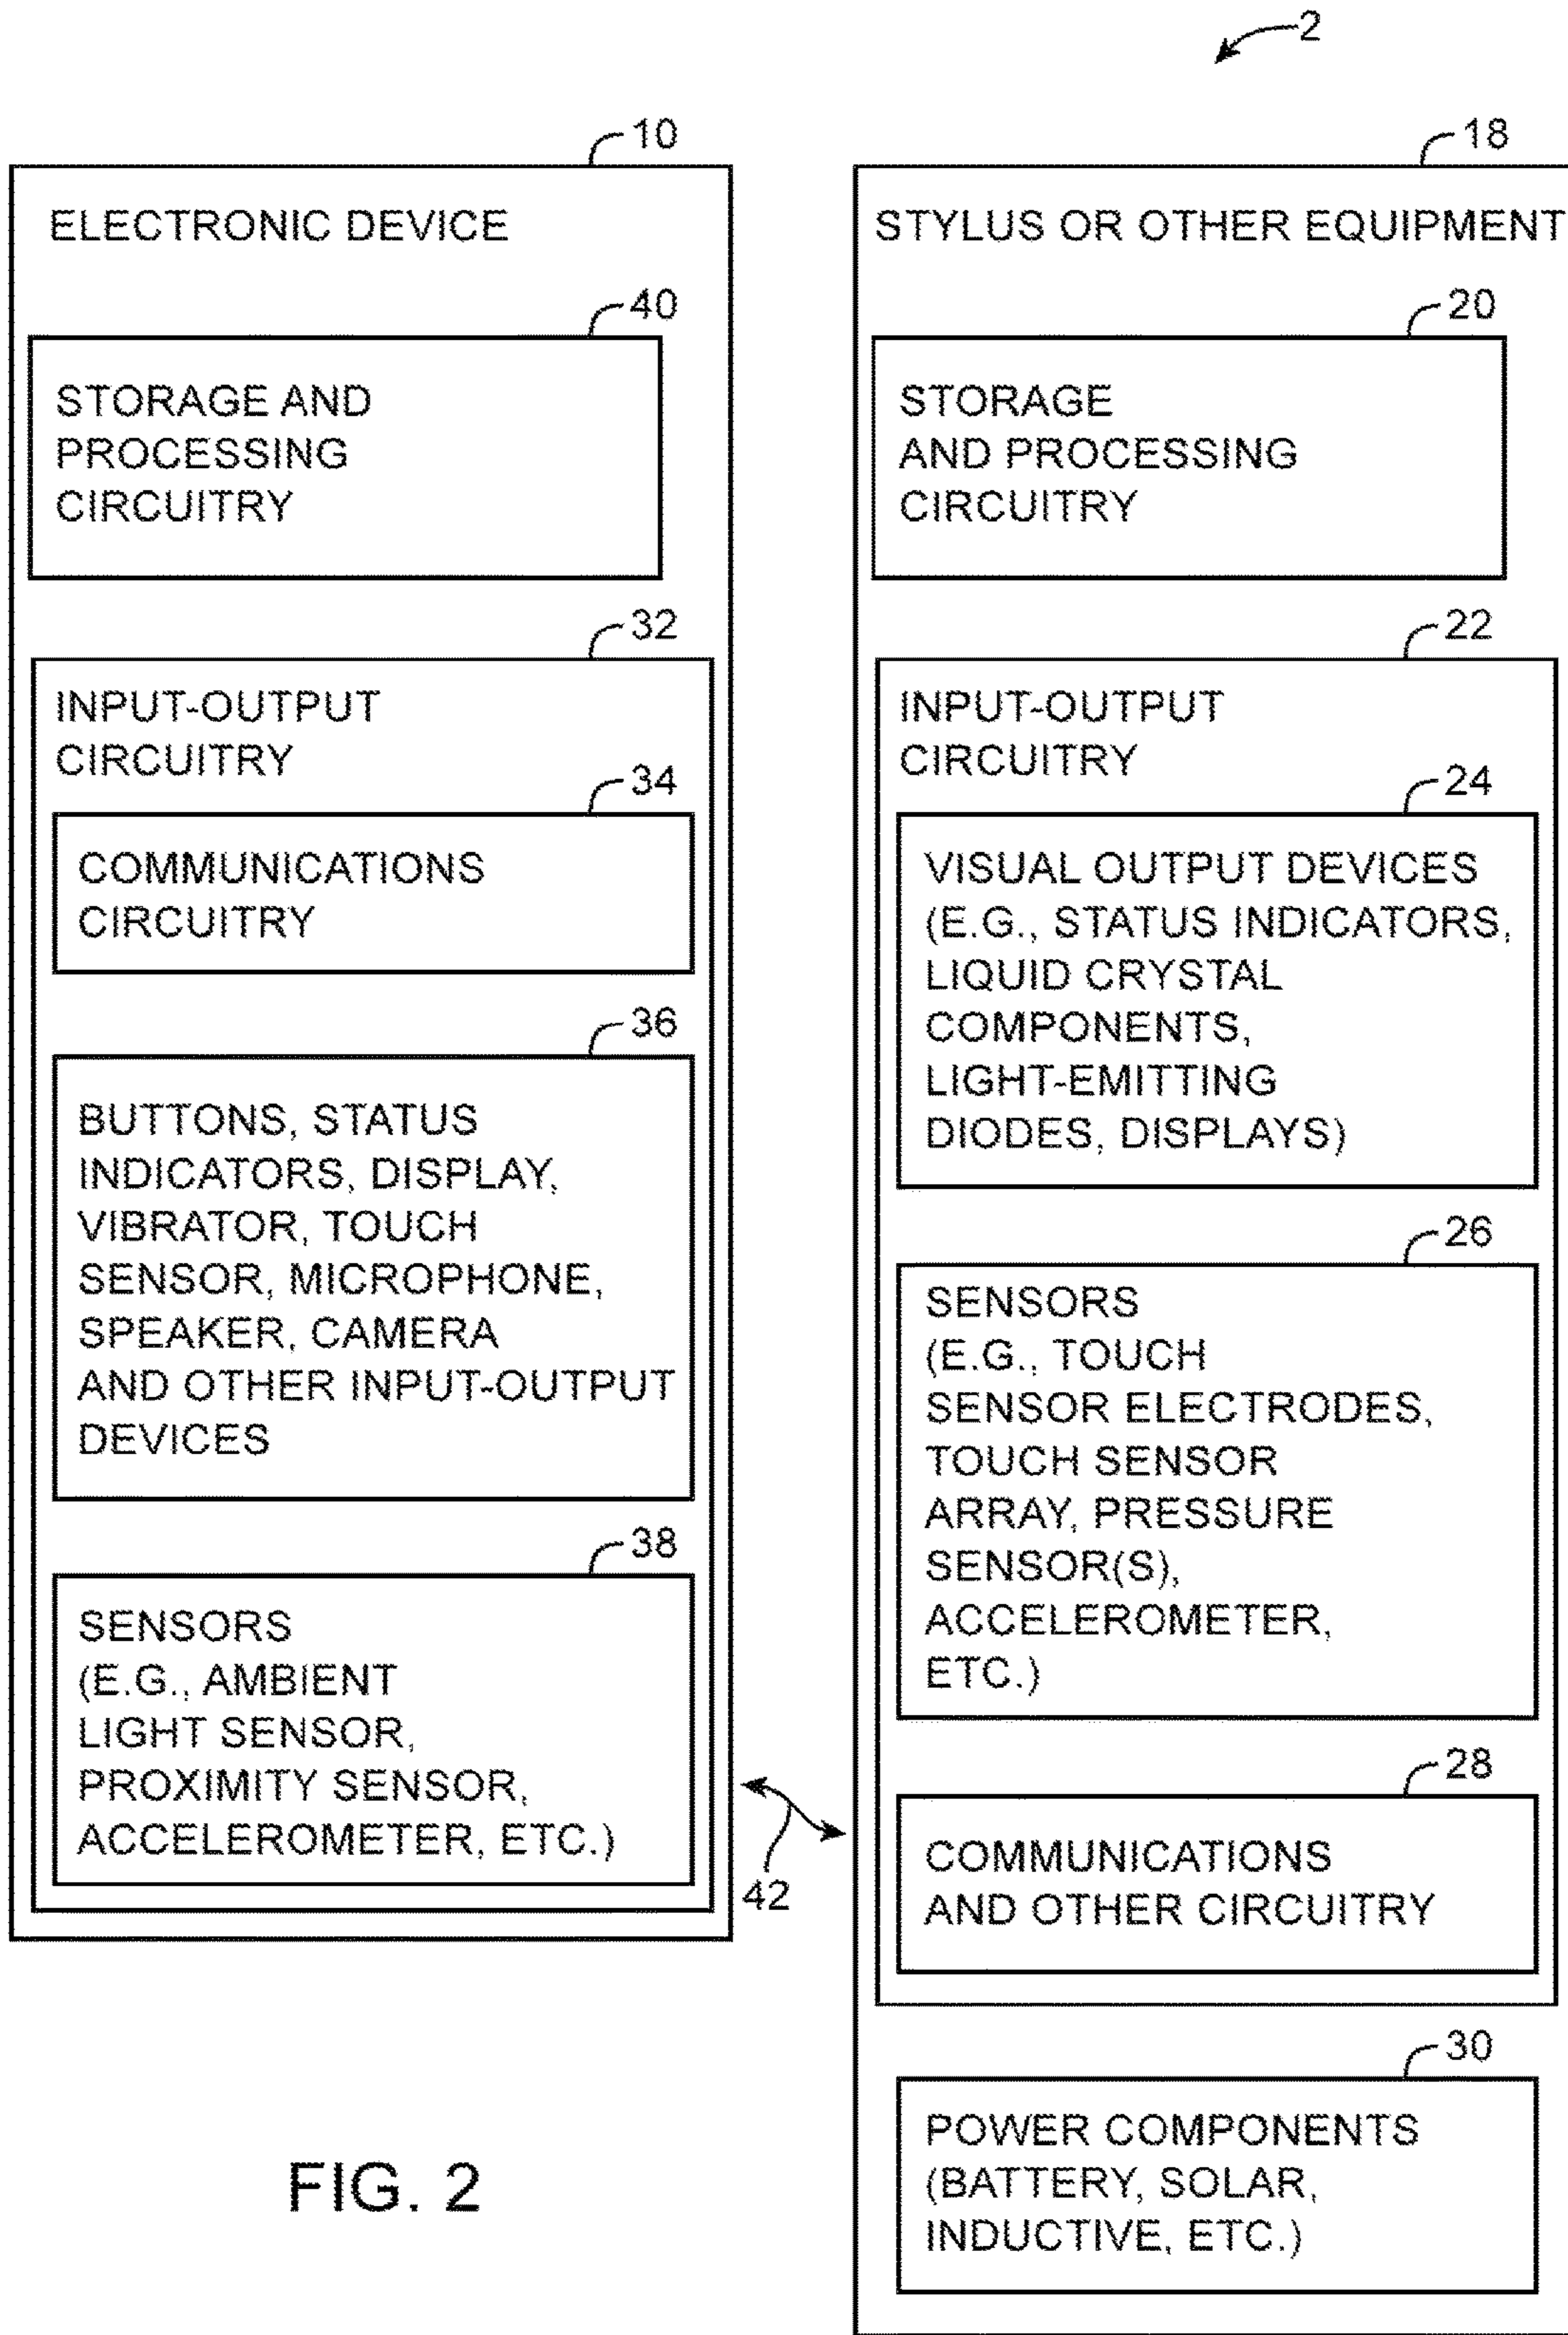 2
10
ELECTRONIC DEVICE
40
STORAGE AND
PROCESSING
CIRCUITRY
32
INPUT-OUTPUT
CIRCUITRY
34
COMMUNICATIONS
CIRCUITRY
36
BUTTONS, STATUS
INDICATORS, DISPLAY,
VIBRATOR, TOUCH
SENSOR, MICROPHONE,
SPEAKER, CAMERA
AND OTHER INPUT-OUTPUT
DEVICES
38
SENSORS
(E.G., AMBIENT
LIGHT SENSOR,
PROXIMITY SENSOR,
ACCELEROMETER, ETC.)
42
18
STYLUS OR OTHER EQUIPMENT
20
STORAGE
AND PROCESSING
CIRCUITRY
22
INPUT-OUTPUT
CIRCUITRY
24
VISUAL OUTPUT DEVICES
(E.G., STATUS INDICATORS,
LIQUID CRYSTAL
COMPONENTS,
LIGHT-EMITTING
DIODES, DISPLAYS)
26
SENSORS
(E.G., TOUCH
SENSOR ELECTRODES,
TOUCH SENSOR
ARRAY, PRESSURE
SENSOR(S),
ACCELEROMETER,
ETC.)
28
COMMUNICATIONS
AND OTHER CIRCUITRY
30
POWER COMPONENTS
(BATTERY, SOLAR,
INDUCTIVE, ETC.)
FIG. 2